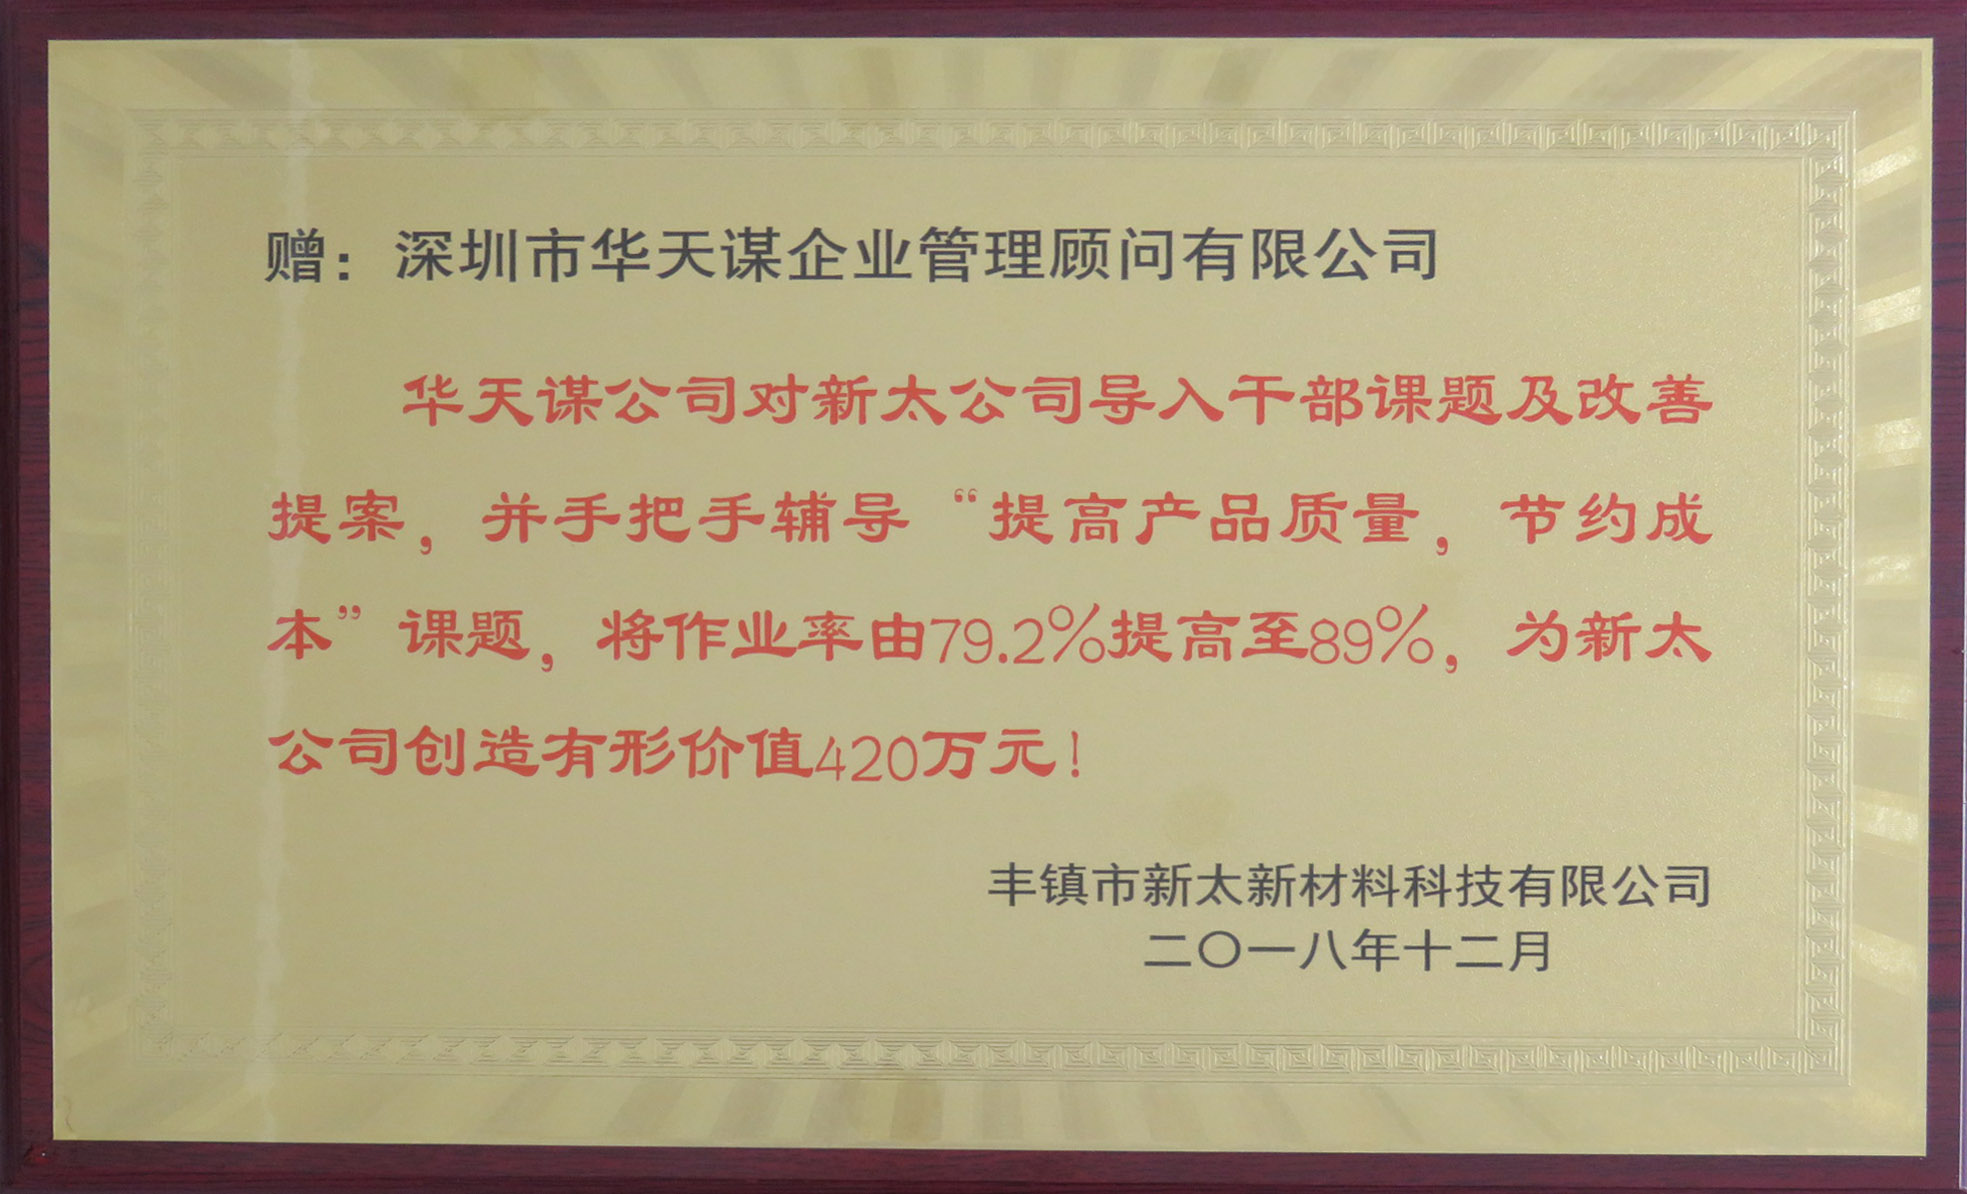 赠：深圳市华天谋企业管理顾问有限公司
华天谋公司对新太公司导入干部课题及改善
提案，并手把手辅导“提高产品质量，节约成
本”课题，将作业率由79.2%提高至89%，为新太
公司创造有形价值420万元！
丰镇市新太新材料科技有限公司
二〇一八年十二月